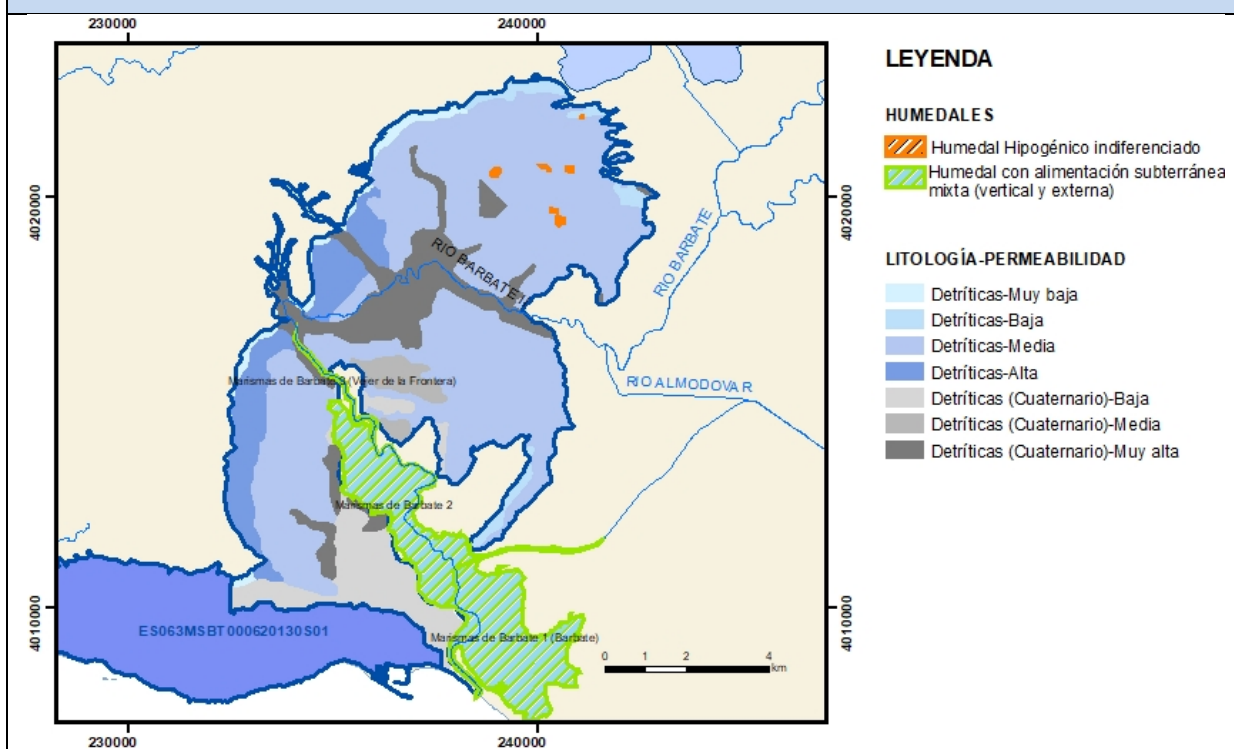 230000
240000
4020000
4020000
RIO BARBATE
RIO BARBATE 1
RIO ALMODOVAR
Marismas de Barbate 3 (Vejer de la Frontera)
Marismas de Barbate 2
4010000
4010000
ES063MSBT000620130S01
Marismas de Barbate 1 (Barbate)
0 1 2 4
km
230000
240000
LEYENDA
HUMEDALES
Humedal Hipogénico indiferenciado
Humedal con alimentación subterránea
mixta (vertical y externa)
LITOLOGÍA-PERMEABILIDAD
Detríticas-Muy baja
Detríticas-Baja
Detríticas-Media
Detríticas-Alta
Detríticas (Cuaternario)-Baja
Detríticas (Cuaternario)-Media
Detríticas (Cuaternario)-Muy alta